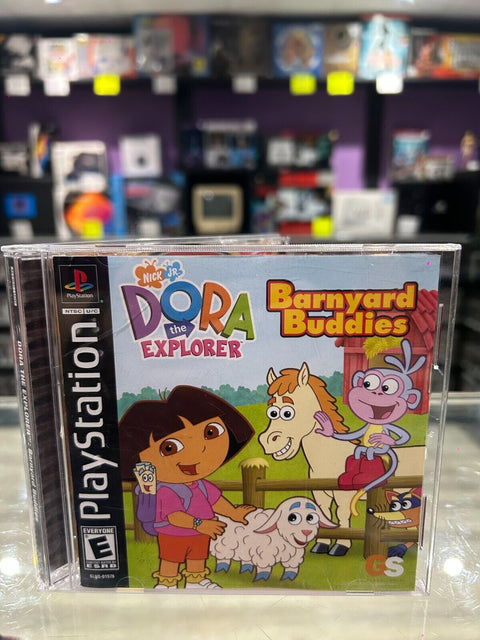 PlayStation
NTSC U/C
PlayStation
NICK JR.
DORA
the
EXPLORER
Barnyard
Buddies
EVERYONE
E
ESRB
GS
DORA THE EXPLORER Barnyard Buddies